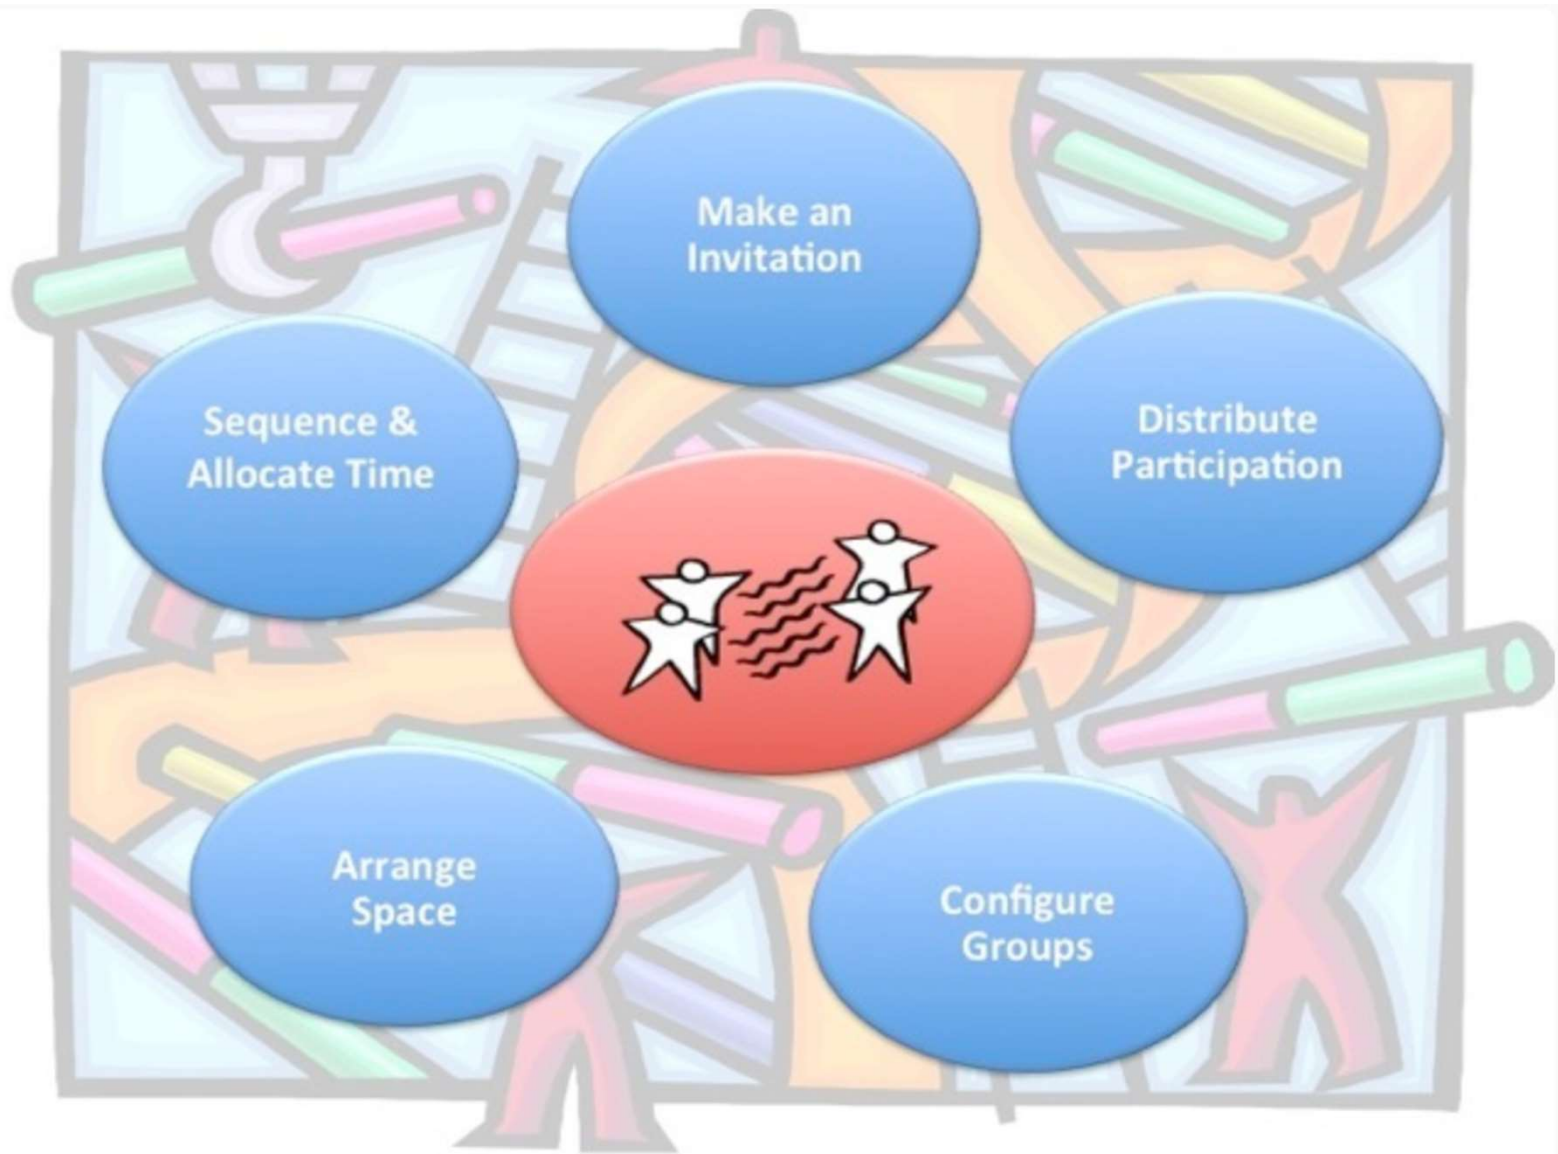 Make an
Invitation
Distribute
Participation
Configure
Groups
Arrange
Space
Sequence &
Allocate Time